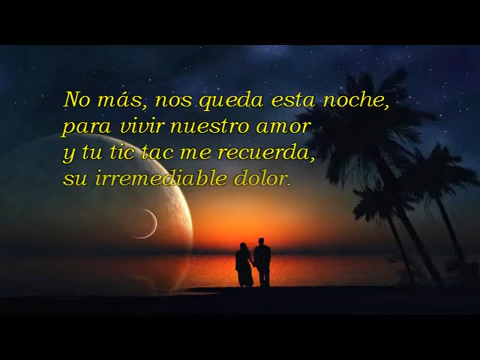 No más, nos queda esta noche,
para vivir nuestro amor
y tu tic tac me recuerda,
su irremediable dolor.